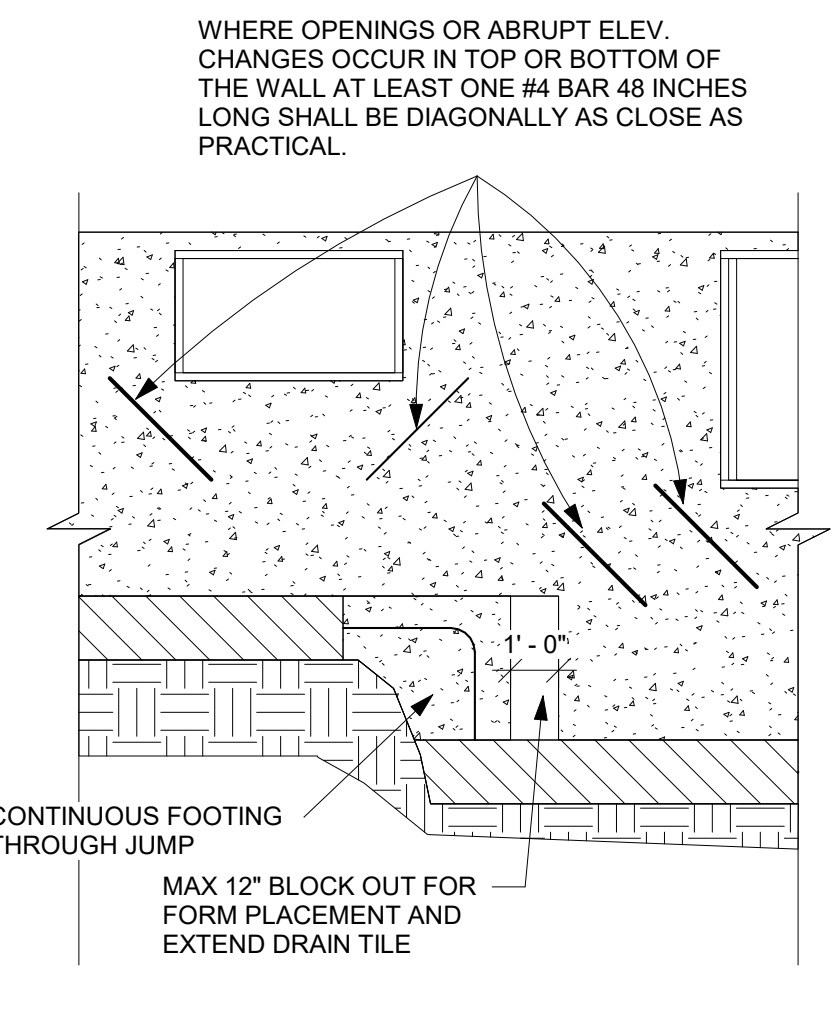 WHERE OPENINGS OR ABRUPT ELEV.
CHANGES OCCUR IN TOP OR BOTTOM OF
THE WALL AT LEAST ONE #4 BAR 48 INCHES
LONG SHALL BE DIAGONALLY AS CLOSE AS
PRACTICAL.
1' - 0"
CONTINUOUS FOOTING
THROUGH JUMP
MAX 12" BLOCK OUT FOR
FORM PLACEMENT AND
EXTEND DRAIN TILE